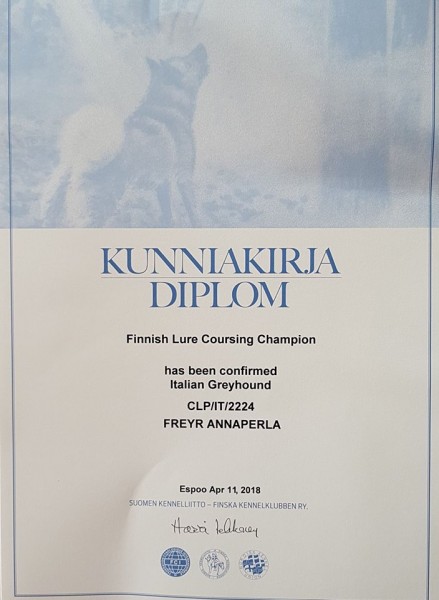 KUNNIAKIRJA
DIPLOM
Finnish Lure Coursing Champion
has been confirmed
Italian Greyhound
CLP/IT/2224
FREYR ANNAPERLA
Espoo Apr 11, 2018
SUOMEN KENNELLIITTO – FINSKA KENNELKLUBBEN RY.
FCI